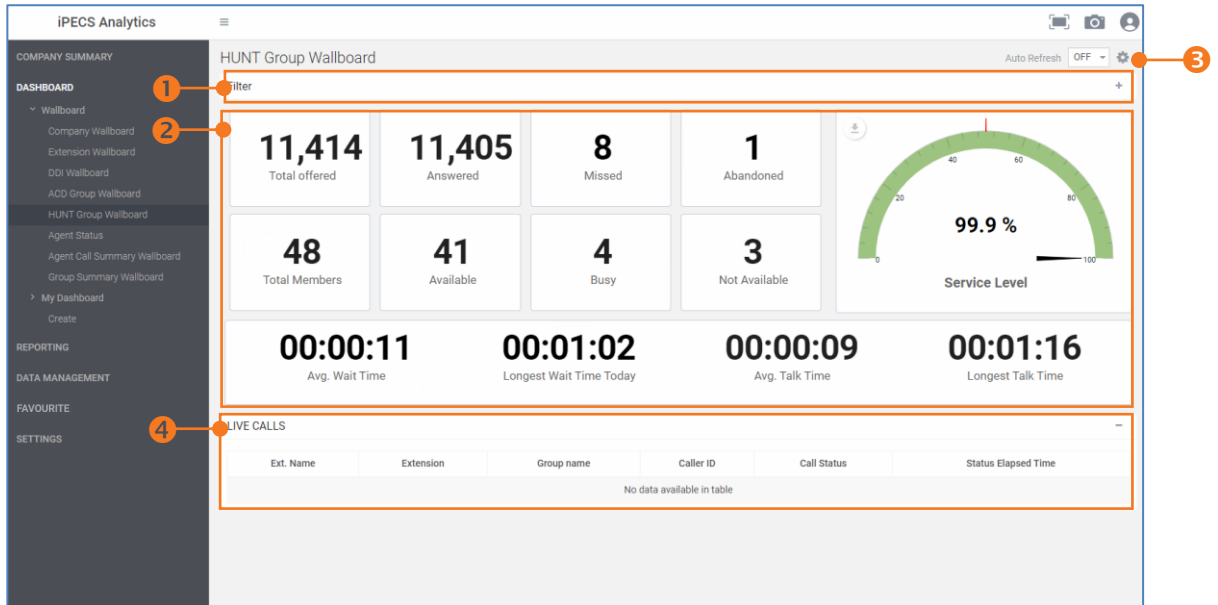 iPECS Analytics
COMPANY SUMMARY
DASHBOARD
Wallboard
Company Wallboard
Extension Wallboard
DDI Wallboard
ACD Group Wallboard
HUNT Group Wallboard
Agent Status
Agent Call Summary Wallboard
Group Summary Wallboard
My Dashboard
Create
REPORTING
DATA MANAGEMENT
FAVOURITE
SETTINGS
HUNT Group Wallboard
Auto Refresh OFF
3
1
Filter
+
2
11,414 11,405 8 1
Total offered Answered Missed Abandoned
48 41 4 3
Total Members Available Busy Not Available
0 20 40 60 80 100
99.9 %
Service Level
00:00:11 00:01:02 00:00:09 00:01:16
Avg. Wait Time Longest Wait Time Today Avg. Talk Time Longest Talk Time
4
LIVE CALLS
−
Ext. Name Extension Group name Caller ID Call Status Status Elapsed Time
No data available in table